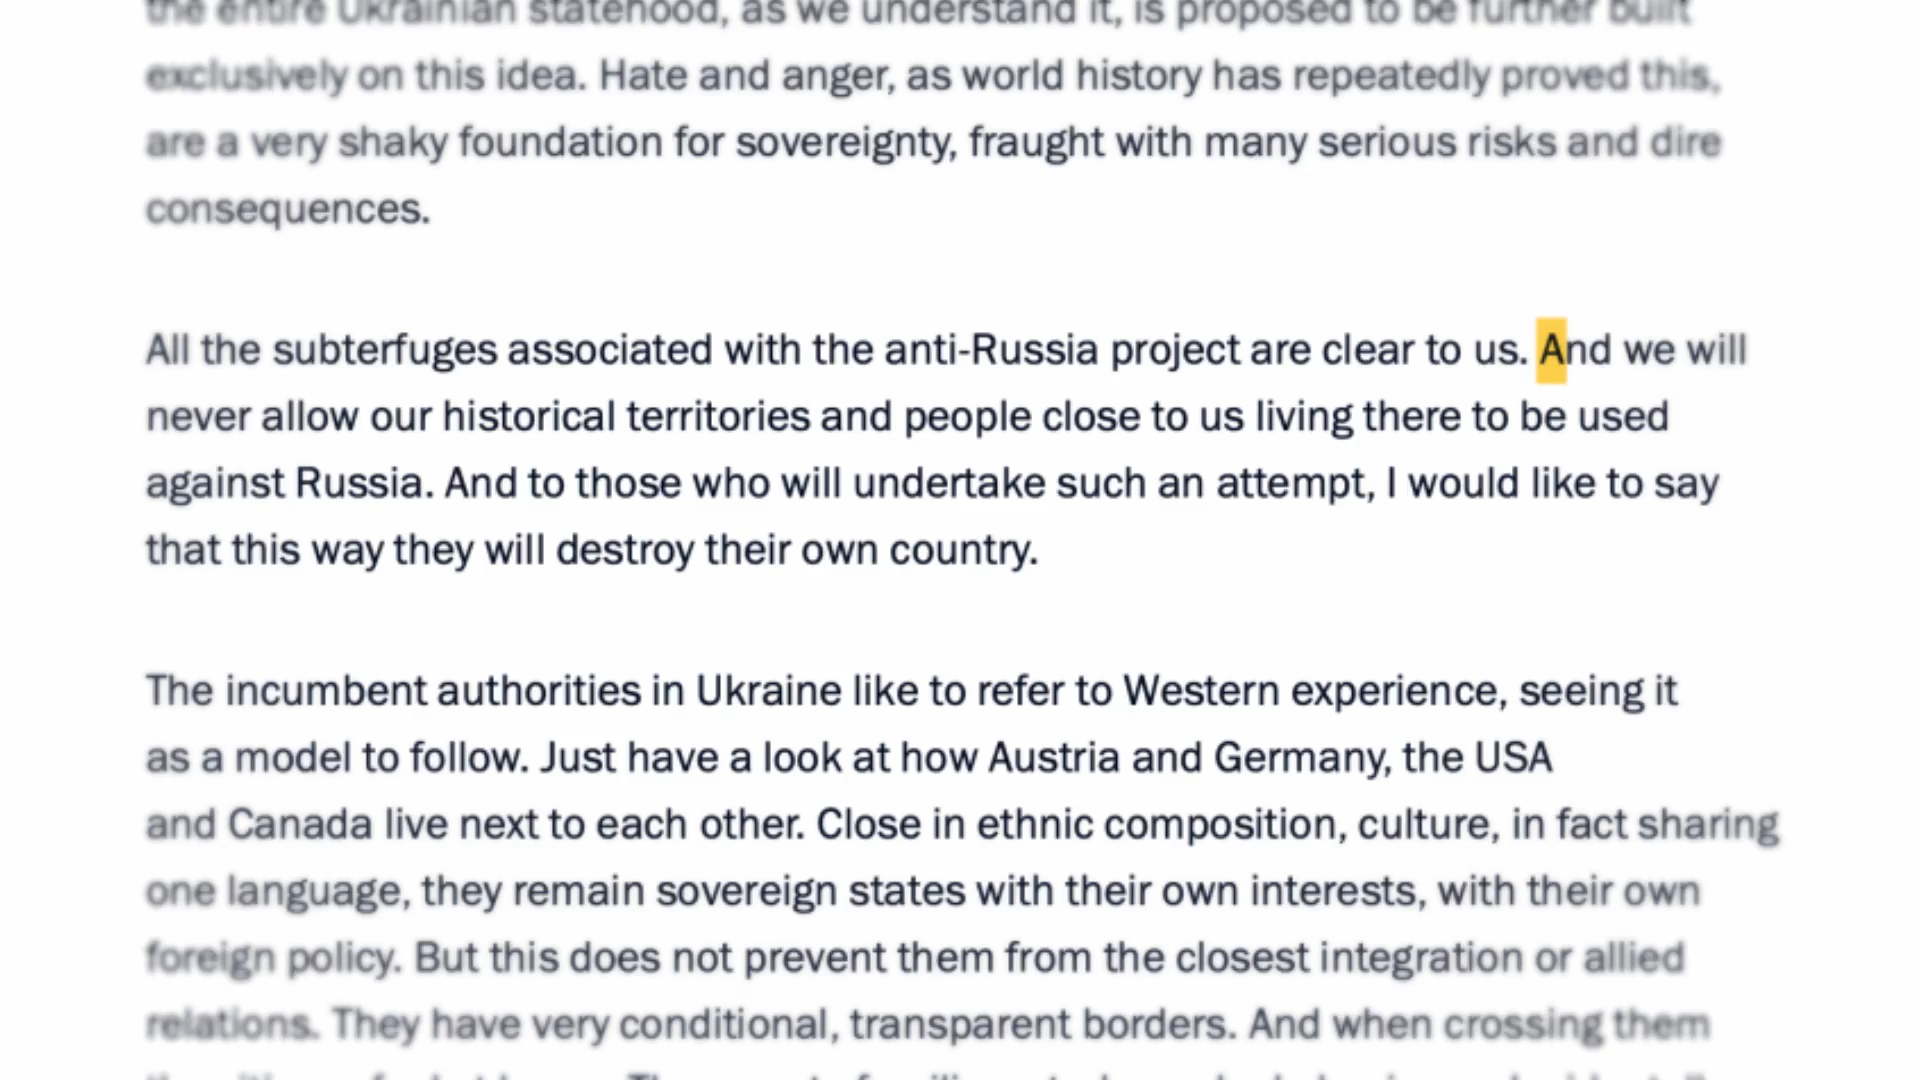 the entire Ukrainian statehood, as we understand it, is proposed to be further built
exclusively on this idea. Hate and anger, as world history has repeatedly proved this,
are a very shaky foundation for sovereignty, fraught with many serious risks and dire
consequences.
All the subterfuges associated with the anti-Russia project are clear to us. And we will
never allow our historical territories and people close to us living there to be used
against Russia. And to those who will undertake such an attempt, I would like to say
that this way they will destroy their own country.
The incumbent authorities in Ukraine like to refer to Western experience, seeing it
as a model to follow. Just have a look at how Austria and Germany, the USA
and Canada live next to each other. Close in ethnic composition, culture, in fact sharing
one language, they remain sovereign states with their own interests, with their own
foreign policy. But this does not prevent them from the closest integration or allied
relations. They have very conditional, transparent borders. And when crossing them